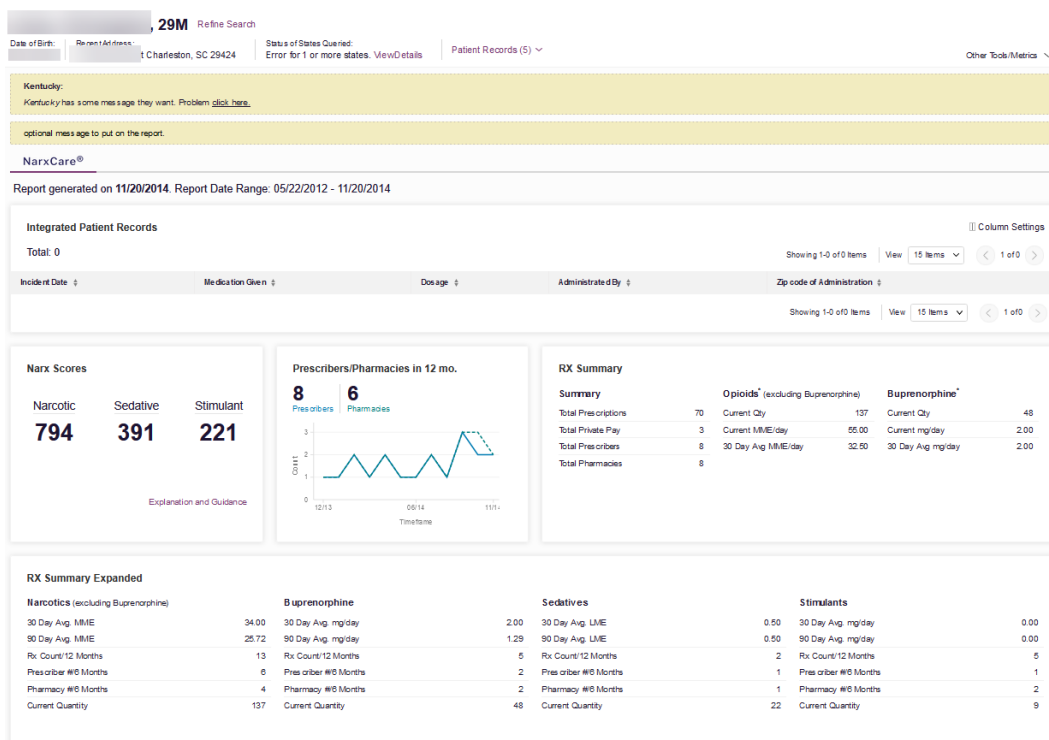 , 29M Refine Search
Date of Birth: Recent Address: Status of States Queried: Patient Records (5)
t Charleston, SC 29424 Error for 1 or more states. ViewDetails Other Tools/Metrics
Kentucky:
Kentucky has some message they want. Problem click here.
optional message to put on the report.
NarxCare®
Report generated on 11/20/2014. Report Date Range: 05/22/2012 - 11/20/2014
Integrated Patient Records Column Settings
Total: 0
Showing 1-0 of 0 Items View 15 Items 1 of 0
Incident Date Medication Given Dosage Administrated By Zip code of Administration
Showing 1-0 of 0 Items View 15 Items 1 of 0
Narx Scores
Narcotic Sedative Stimulant
794 391 221
Explanation and Guidance
Prescribers/Pharmacies in 12 mo.
8 6
Prescribers Pharmacies
3
2
1
0
Count
12/13 06/14 11/14
Timeframe
RX Summary
Summary Opioids* (excluding Buprenorphine) Buprenorphine*
Total Prescriptions 70 Current Qty 137 Current Qty 48
Total Private Pay 3 Current MME/day 55.00 Current mg/day 2.00
Total Prescribers 8 30 Day Avg MME/day 32.50 30 Day Avg mg/day 2.00
Total Pharmacies 8
RX Summary Expanded
Narcotics (excluding Buprenorphine) Buprenorphine Sedatives Stimulants
30 Day Avg. MME 34.00 30 Day Avg. mg/day 2.00 30 Day Avg. LME 0.50 30 Day Avg. mg/day 0.00
90 Day Avg. MME 25.72 90 Day Avg. mg/day 1.29 90 Day Avg. LME 0.50 90 Day Avg. mg/day 0.00
Rx Count/12 Months 13 Rx Count/12 Months 5 Rx Count/12 Months 2 Rx Count/12 Months 5
Prescriber #/6 Months 6 Prescriber #/6 Months 2 Prescriber #/6 Months 1 Prescriber #/6 Months 1
Pharmacy #/6 Months 4 Pharmacy #/6 Months 2 Pharmacy #/6 Months 1 Pharmacy #/6 Months 2
Current Quantity 137 Current Quantity 48 Current Quantity 22 Current Quantity 9